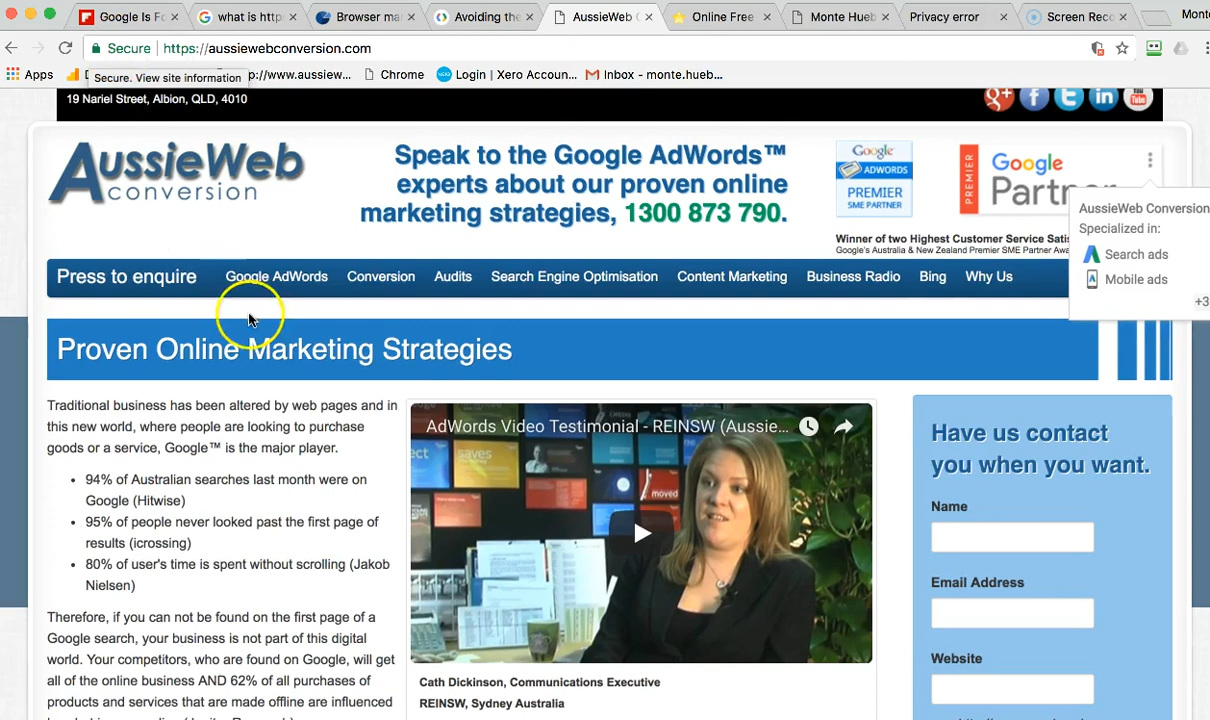 Google Is Fo
what is http
Browser ma
Avoiding the
AussieWeb C
Online Free
Monte Hueb
Privacy error
Screen Reco
Monte
Secure https://aussiewebconversion.com
Apps
Secure. View site information
p://www.aussiew...
Chrome
Login | Xero Accoun...
Inbox - monte.hueb...
19 Nariel Street, Albion, QLD, 4010
AussieWeb
conversion
Speak to the Google AdWords™
experts about our proven online
marketing strategies, 1300 873 790.
Google
ADWORDS
PREMIER
SME PARTNER
PREMIER
Google
Partner
Winner of two Highest Customer Service Satis
Google's Australia & New Zealand Premier SME Partner Awar
AussieWeb Conversion
Specialized in:
Search ads
Mobile ads
+3
Press to enquire
Google AdWords
Conversion
Audits
Search Engine Optimisation
Content Marketing
Business Radio
Bing
Why Us
Proven Online Marketing Strategies
Traditional business has been altered by web pages and in
this new world, where people are looking to purchase
goods or a service, Google™ is the major player.
• 94% of Australian searches last month were on
Google (Hitwise)
• 95% of people never looked past the first page of
results (icrossing)
• 80% of user's time is spent without scrolling (Jakob
Nielsen)
Therefore, if you can not be found on the first page of a
Google search, your business is not part of this digital
world. Your competitors, who are found on Google, will get
all of the online business AND 62% of all purchases of
products and services that are made offline are influenced
AdWords Video Testimonial - REINSW (Aussie...
saves
moved
Cath Dickinson, Communications Executive
REINSW, Sydney Australia
Have us contact
you when you want.
Name
Email Address
Website